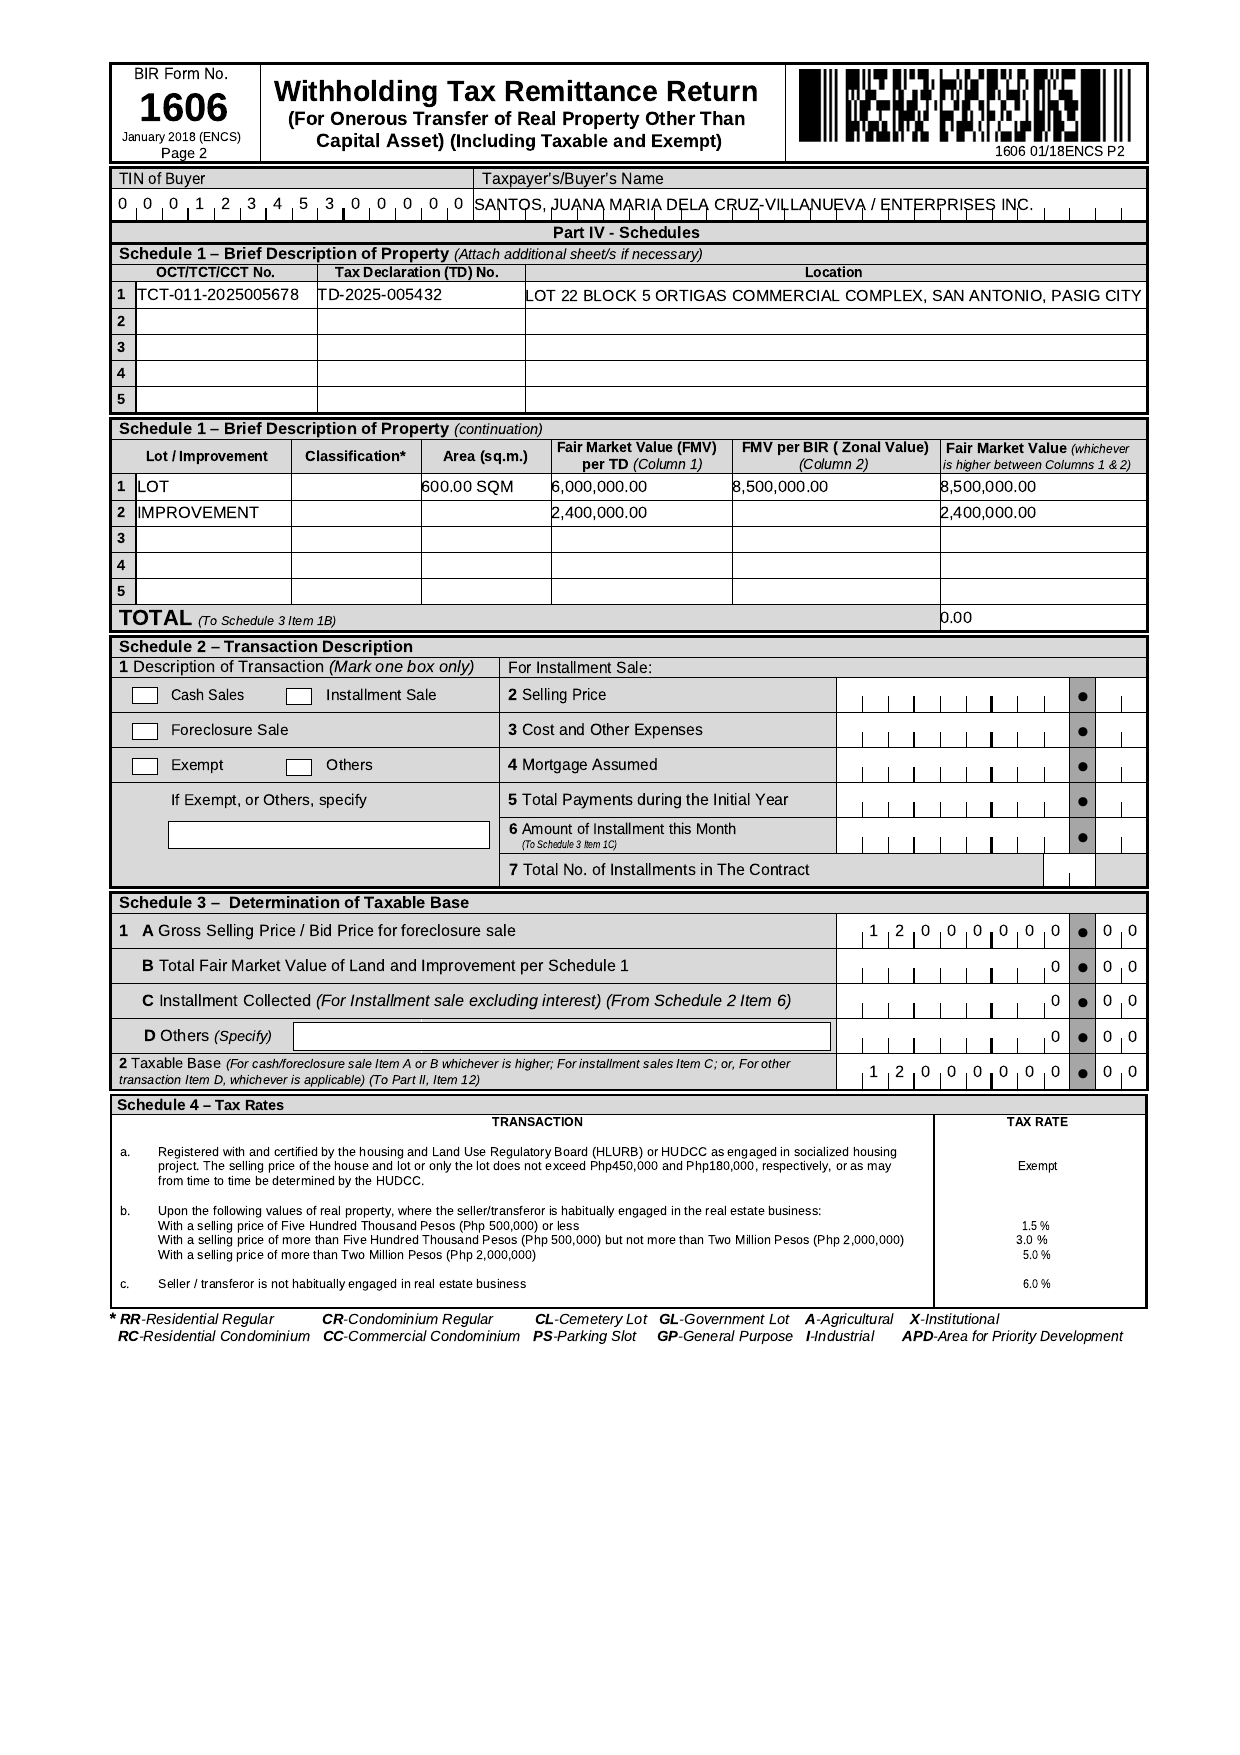 BIR Form No.
1606
January 2018 (ENCS)
Page 2
Withholding Tax Remittance Return
(For Onerous Transfer of Real Property Other Than
Capital Asset) (Including Taxable and Exempt)
1606 01/18ENCS P2
TIN of Buyer Taxpayer's/Buyer's Name
0 0 0 1 2 3 4 5 3 0 0 0 0 0 SANTOS, JUANA MARIA DELA CRUZ-VILLANUEVA / ENTERPRISES INC.
Part IV - Schedules
Schedule 1 – Brief Description of Property (Attach additional sheet/s if necessary)
OCT/TCT/CCT No. Tax Declaration (TD) No. Location
1 TCT-011-2025005678 TD-2025-005432 LOT 22 BLOCK 5 ORTIGAS COMMERCIAL COMPLEX, SAN ANTONIO, PASIG CITY
2
3
4
5
Schedule 1 – Brief Description of Property (continuation)
Lot / Improvement Classification* Area (sq.m.) Fair Market Value (FMV) per TD (Column 1) FMV per BIR ( Zonal Value) (Column 2) Fair Market Value (whichever is higher between Columns 1 & 2)
1 LOT 600.00 SQM 6,000,000.00 8,500,000.00 8,500,000.00
2 IMPROVEMENT 2,400,000.00 2,400,000.00
3
4
5
TOTAL (To Schedule 3 Item 1B) 0.00
Schedule 2 – Transaction Description
1 Description of Transaction (Mark one box only) For Installment Sale:
Cash Sales Installment Sale 2 Selling Price
Foreclosure Sale 3 Cost and Other Expenses
Exempt Others 4 Mortgage Assumed
If Exempt, or Others, specify 5 Total Payments during the Initial Year
6 Amount of Installment this Month
(To Schedule 3 Item 1C)
7 Total No. of Installments in The Contract
Schedule 3 – Determination of Taxable Base
1 A Gross Selling Price / Bid Price for foreclosure sale 1 2 0 0 0 0 0 0 ● 0 0
B Total Fair Market Value of Land and Improvement per Schedule 1 0 ● 0 0
C Installment Collected (For Installment sale excluding interest) (From Schedule 2 Item 6) 0 ● 0 0
D Others (Specify) 0 ● 0 0
2 Taxable Base (For cash/foreclosure sale Item A or B whichever is higher; For installment sales Item C; or, For other
transaction Item D, whichever is applicable) (To Part II, Item 12) 1 2 0 0 0 0 0 0 ● 0 0
Schedule 4 – Tax Rates
TRANSACTION TAX RATE
a. Registered with and certified by the housing and Land Use Regulatory Board (HLURB) or HUDCC as engaged in socialized housing
project. The selling price of the house and lot or only the lot does not exceed Php450,000 and Php180,000, respectively, or as may Exempt
from time to time be determined by the HUDCC.
b. Upon the following values of real property, where the seller/transferor is habitually engaged in the real estate business:
With a selling price of Five Hundred Thousand Pesos (Php 500,000) or less 1.5 %
With a selling price of more than Five Hundred Thousand Pesos (Php 500,000) but not more than Two Million Pesos (Php 2,000,000) 3.0 %
With a selling price of more than Two Million Pesos (Php 2,000,000) 5.0 %
c. Seller / transferor is not habitually engaged in real estate business 6.0 %
* RR-Residential Regular CR-Condominium Regular CL-Cemetery Lot GL-Government Lot A-Agricultural X-Institutional
RC-Residential Condominium CC-Commercial Condominium PS-Parking Slot GP-General Purpose I-Industrial APD-Area for Priority Development